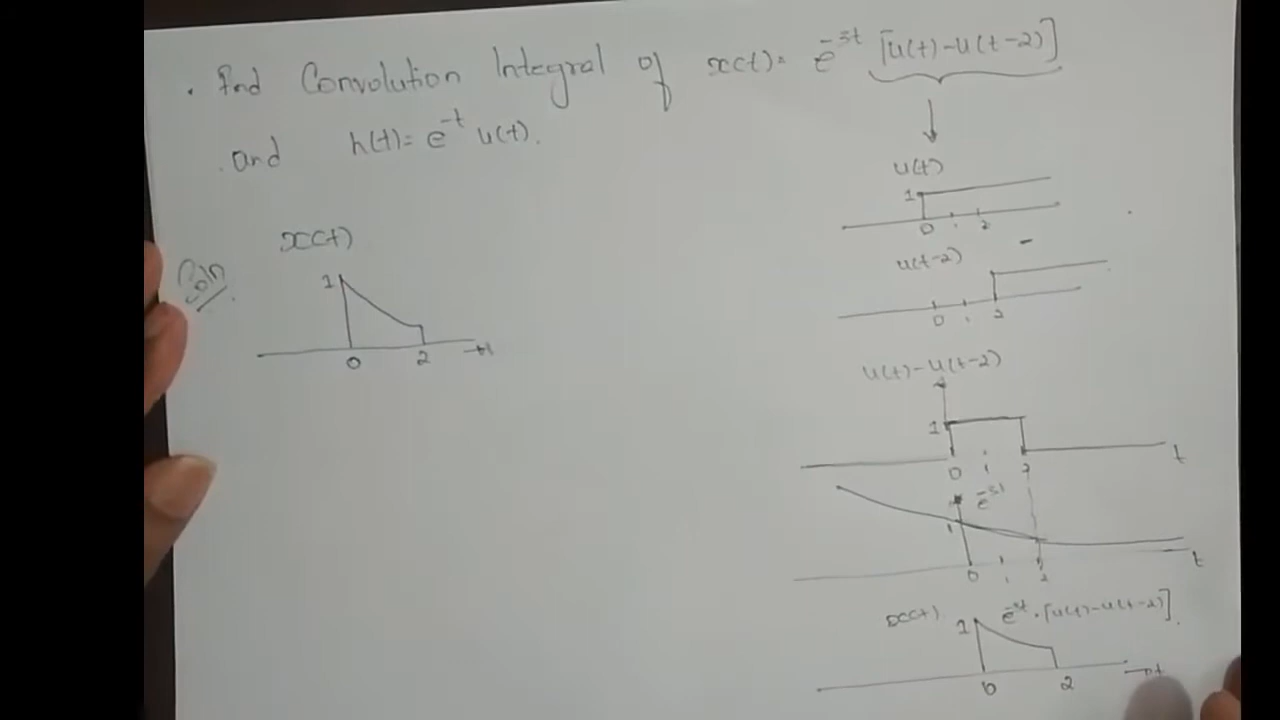 . find Convolution Integral of x(t) = e^-3t [u(t)-u(t-2)]
and h(t)= e^-t u(t).
u(t)
1
0 1 2
x(t)
u(t-2)
Soln
1
0 2 →t
0 1 2
u(t)-u(t-2)
1
0 1 2 t
e^-3t
1
0 1 2 t
x(t) e^-3t . [u(t)-u(t-2)].
1
0 2 →t